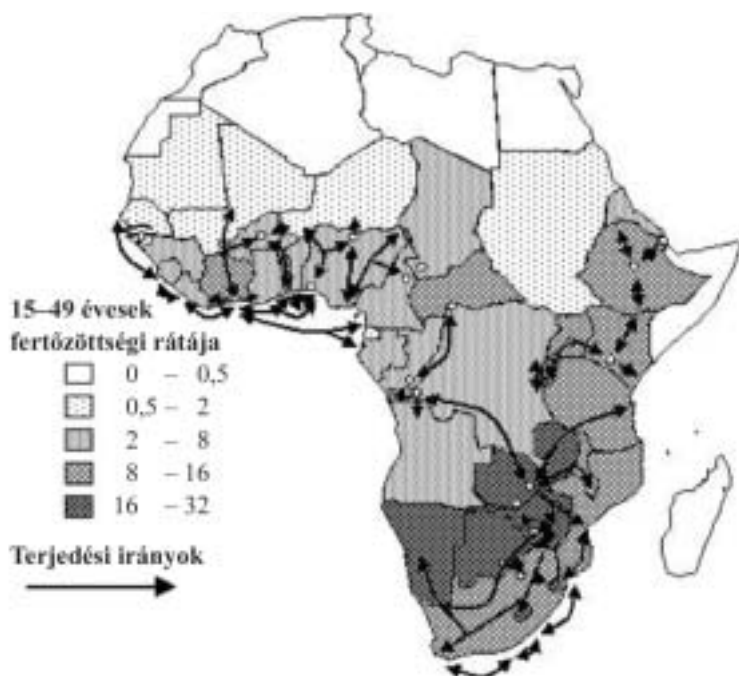 15–49 évesek
fertőzöttségi rátája
0 – 0,5
0,5 – 2
2 – 8
8 – 16
16 – 32
Terjedési irányok